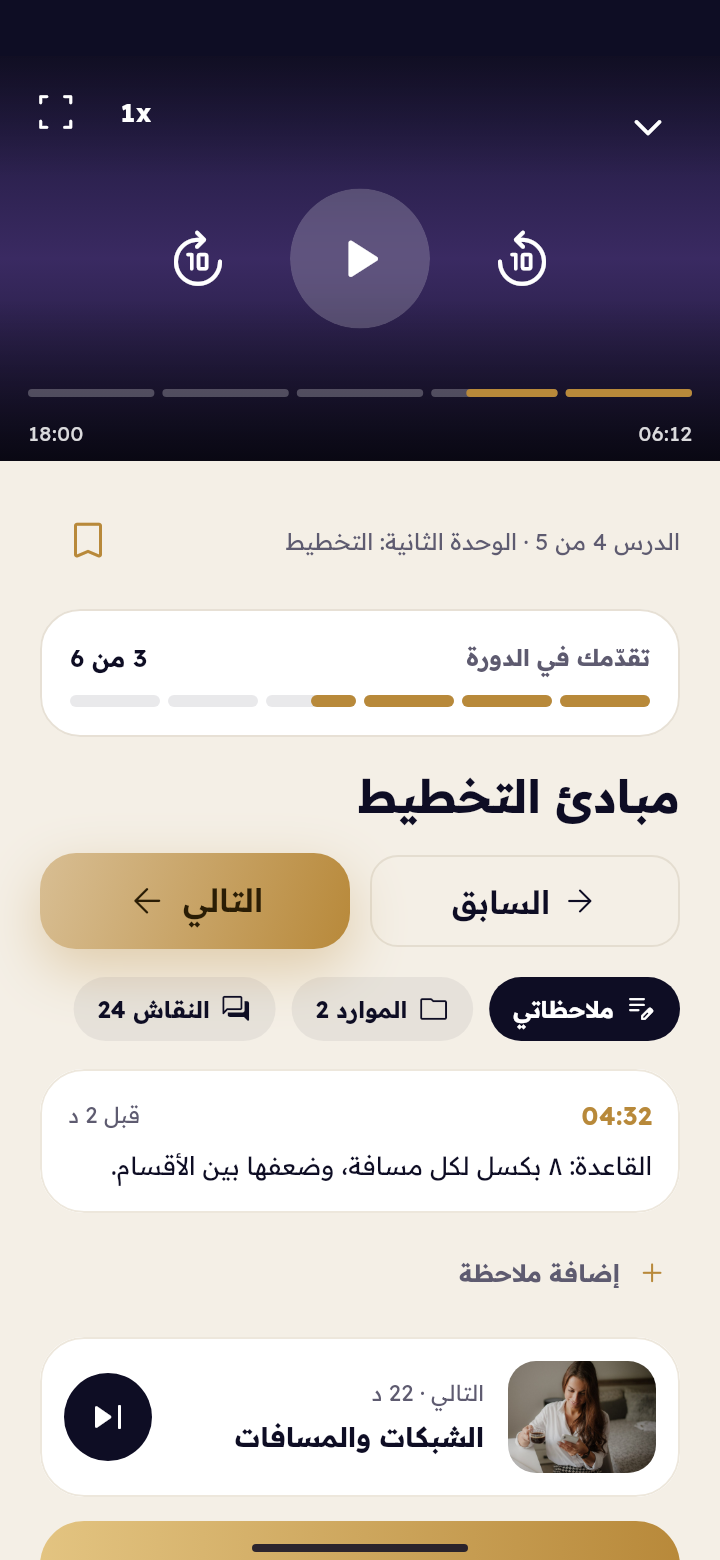 1x
10
10
06:12
18:00
الدرس 4 من 5 · الوحدة الثانية: التخطيط
تقدّمك في الدورة
3 من 6
مبادئ التخطيط
السابق
التالي
ملاحظاتي
الموارد 2
النقاش 24
04:32
قبل 2 د
القاعدة: ٨ بكسل لكل مسافة، وضعفها بين الأقسام.
إضافة ملاحظة
التالي · 22 د
الشبكات والمسافات